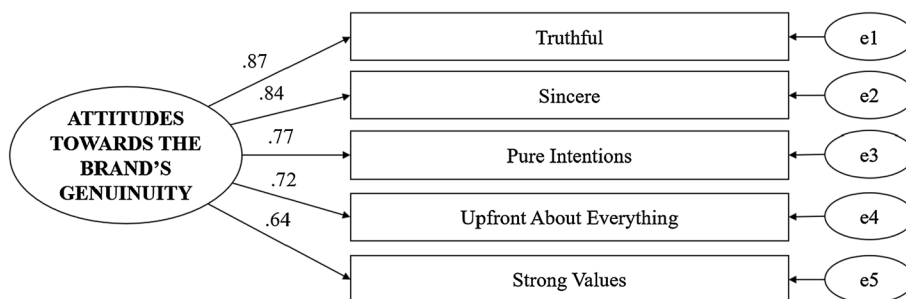 Truthful
e1
.87
Sincere
e2
.84
ATTITUDES
TOWARDS THE
BRAND'S
GENUINUITY
.77
Pure Intentions
e3
.72
Upfront About Everything
e4
.64
Strong Values
e5